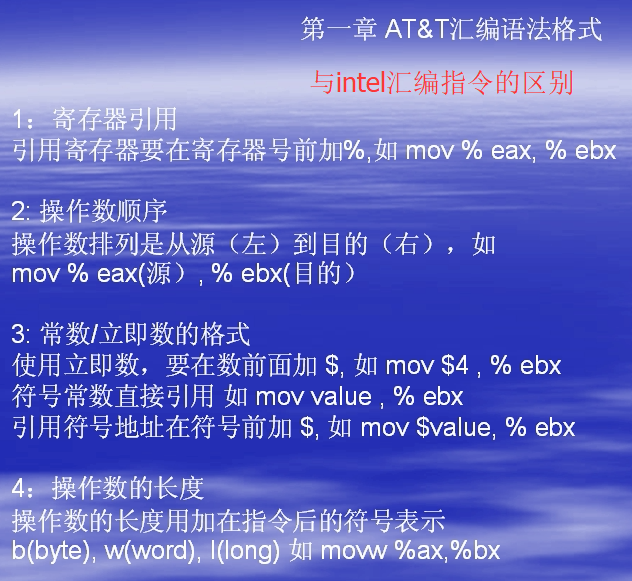 第一章 AT&T汇编语法格式
与intel汇编指令的区别
1：寄存器引用
引用寄存器要在寄存器号前加%,如 mov % eax, % ebx
2: 操作数顺序
操作数排列是从源（左）到目的（右），如
mov % eax(源）, % ebx(目的）
3: 常数/立即数的格式
使用立即数，要在数前面加 $, 如 mov $4 , % ebx
符号常数直接引用 如 mov value , % ebx
引用符号地址在符号前加 $, 如 mov $value, % ebx
4：操作数的长度
操作数的长度用加在指令后的符号表示
b(byte), w(word), l(long) 如 movw %ax,%bx